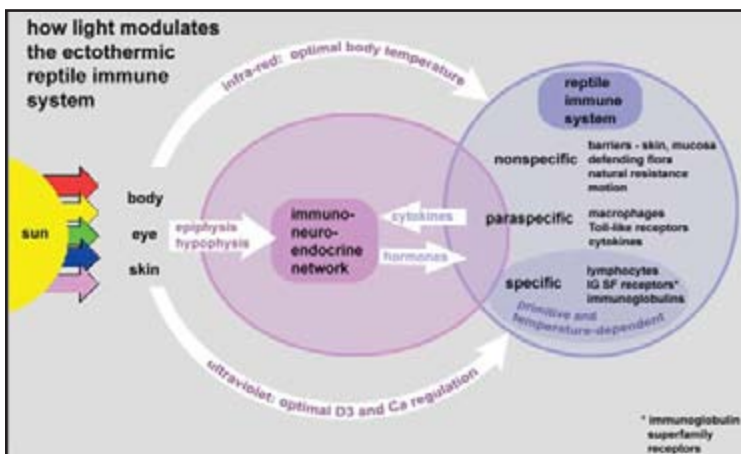 how light modulates
the ectothermic
reptile immune
system
infra-red: optimal body temperature
reptile
immune
system
nonspecific
barriers - skin, mucosa
defending flora
natural resistance
motion
body
sun
eye
skin
epiphysis
hypophysis
immuno-
neuro-
endocrine
network
cytokines
hormones
paraspecific
macrophages
Toll-like receptors
cytokines
specific
lymphocytes
IG SF receptors*
immunoglobulins
primitive and
temperature-dependent
ultraviolet: optimal D3 and Ca regulation
* immunoglobulin
superfamily
receptors